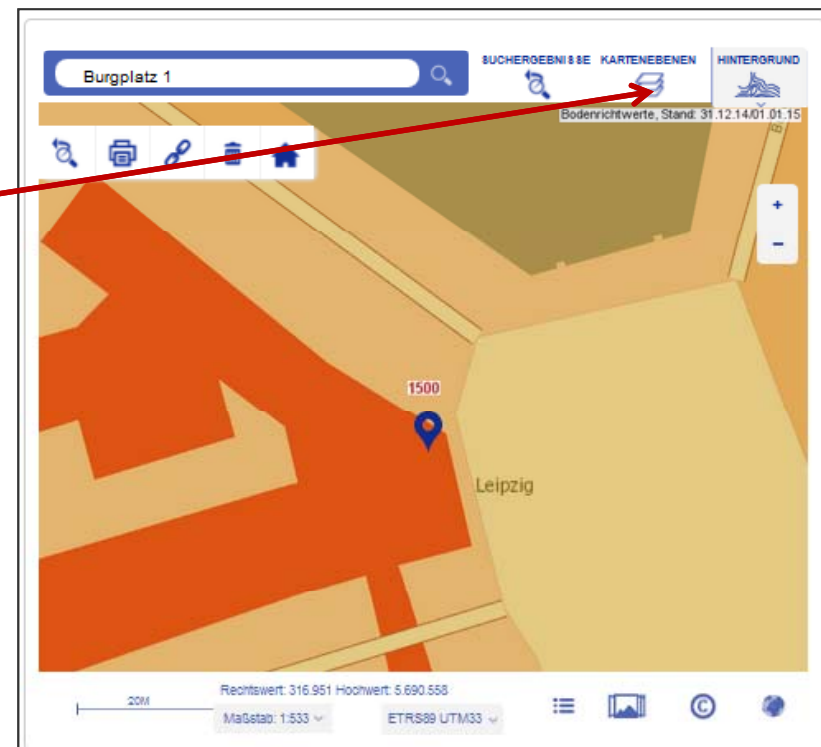 SUCHERGEBNISSE KARTENEBENEN HINTERGRUND
Burgplatz 1
Bodenrichtwerte, Stand: 31.12.14/01.01.15
+
-
1500
Leipzig
20M
Rechtswert: 316.951 Hochwert: 5.690.558
Maßstab: 1:533
ETRS89 UTM33
©